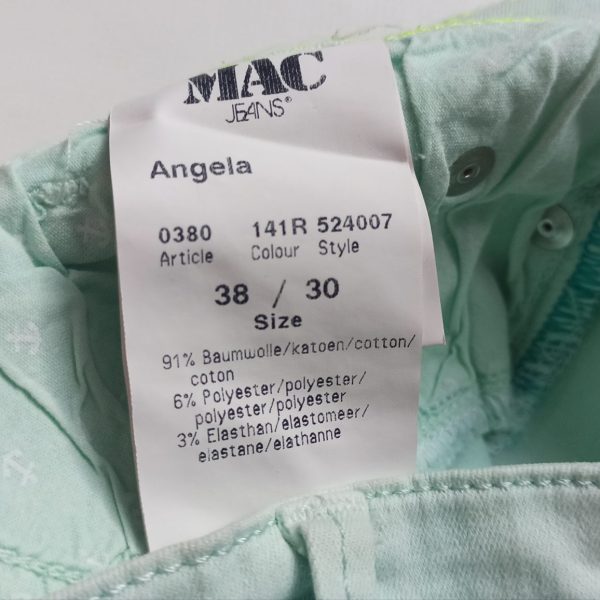 MAC
JEANS®
Angela
0380 141R 524007
Article Colour Style
38 / 30
Size
91% Baumwolle/katoen/cotton/
coton
6% Polyester/polyester/
polyester/polyester
3% Elasthan/elastomeer/
elastane/elathanne